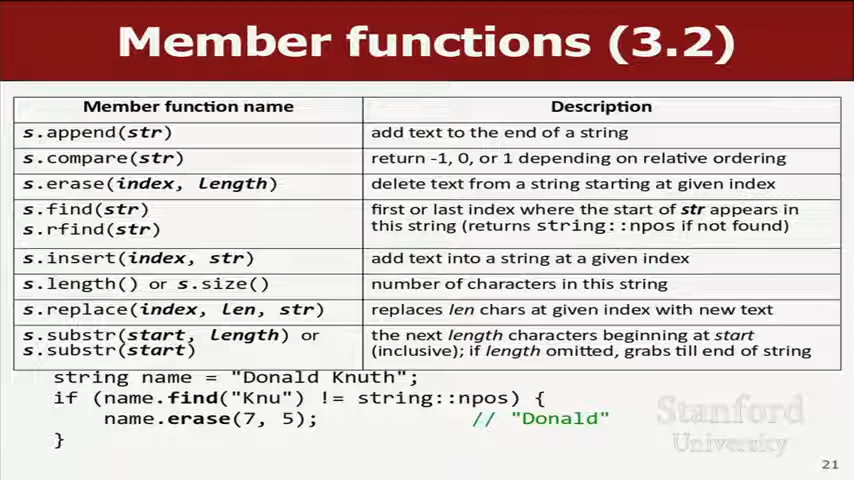 Member functions (3.2)
Member function name Description
s.append(str) add text to the end of a string
s.compare(str) return -1, 0, or 1 depending on relative ordering
s.erase(index, length) delete text from a string starting at given index
s.find(str) first or last index where the start of str appears in
s.rfind(str) this string (returns string::npos if not found)
s.insert(index, str) add text into a string at a given index
s.length() or s.size() number of characters in this string
s.replace(index, len, str) replaces len chars at given index with new text
s.substr(start, length) or the next length characters beginning at start
s.substr(start) (inclusive); if length omitted, grabs till end of string
string name = "Donald Knuth";
if (name.find("Knu") != string::npos) {
name.erase(7, 5); // "Donald"
}
Stanford
University
21